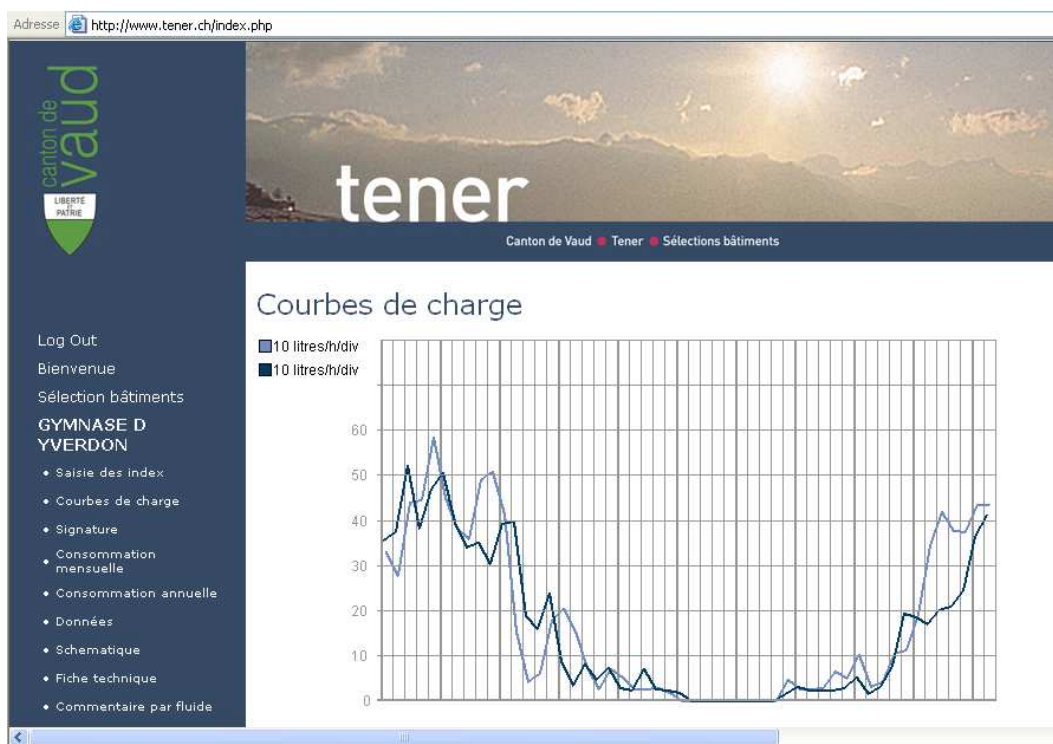 Adresse http://www.tener.ch/index.php
canton de
vaud
LIBERTÉ
ET
PATRIE
tener
Canton de Vaud • Tener • Sélections bâtiments
Log Out
Bienvenue
Sélection bâtiments
GYMNASE D
YVERDON
• Saisie des index
• Courbes de charge
• Signature
• Consommation
mensuelle
• Consommation annuelle
• Données
• Schematique
• Fiche technique
• Commentaire par fluide
Courbes de charge
10 litres/h/div
10 litres/h/div
60
50
40
30
20
10
0